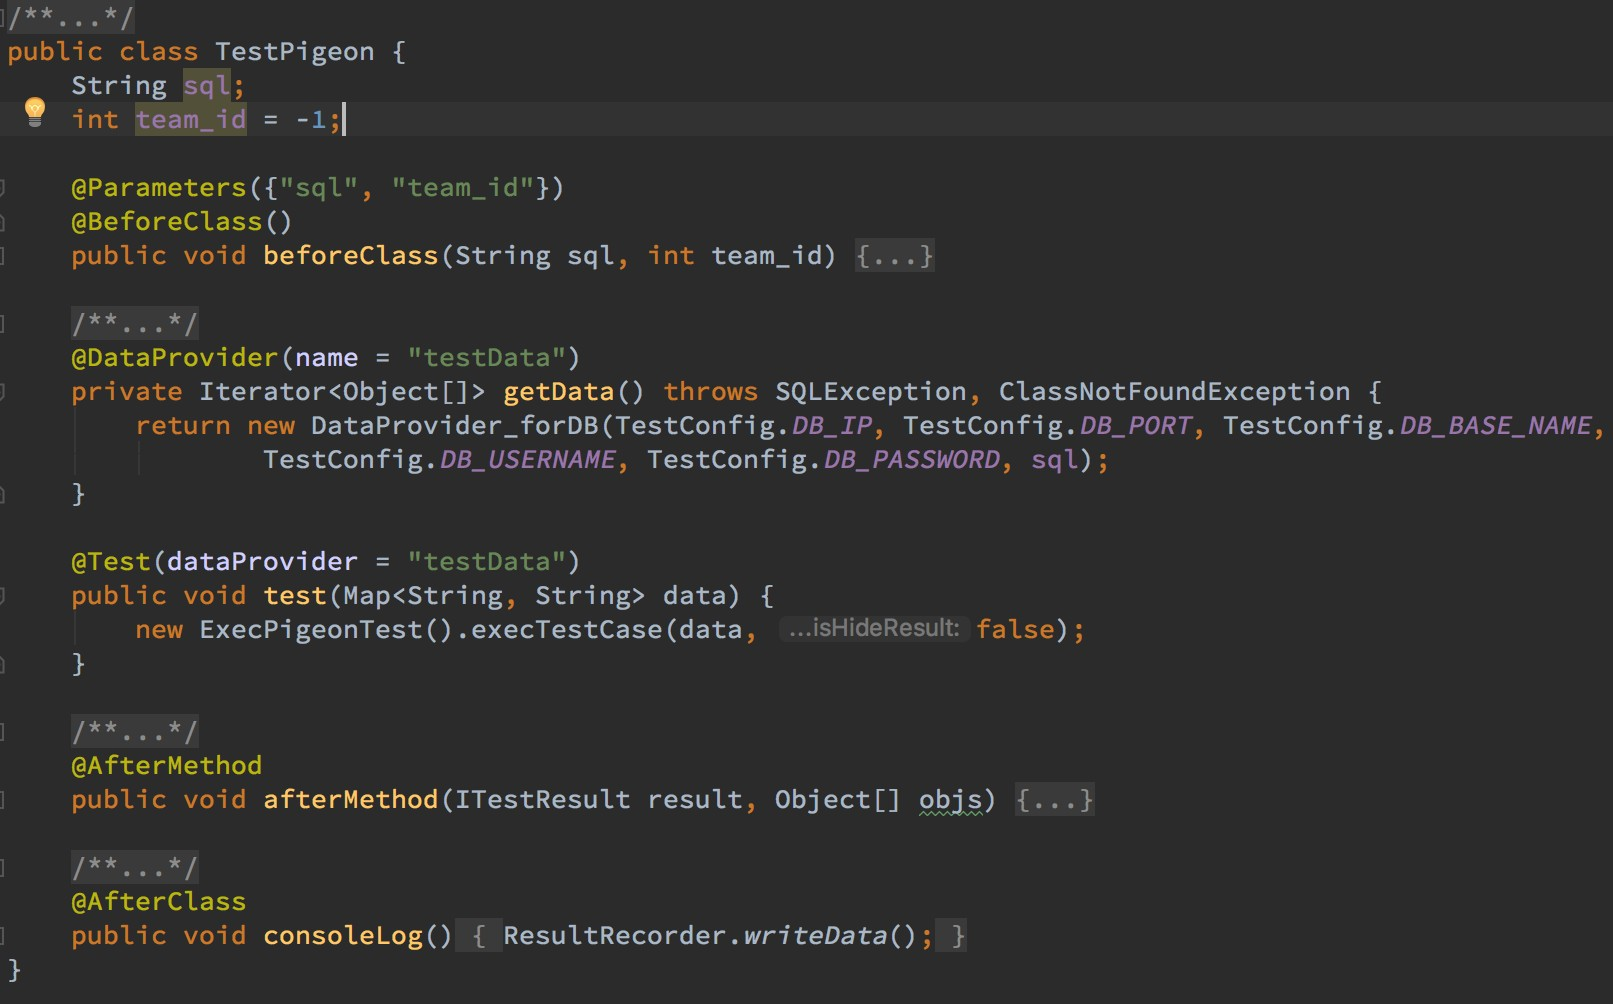 /**...*/
public class TestPigeon {
    String sql;
    int team_id = -1;
    @Parameters({"sql", "team_id"})
    @BeforeClass()
    public void beforeClass(String sql, int team_id) {...}
    /**...*/
    @DataProvider(name = "testData")
    private Iterator<Object[]> getData() throws SQLException, ClassNotFoundException {
        return new DataProvider_forDB(TestConfig.DB_IP, TestConfig.DB_PORT, TestConfig.DB_BASE_NAME,
                TestConfig.DB_USERNAME, TestConfig.DB_PASSWORD, sql);
    }
    @Test(dataProvider = "testData")
    public void test(Map<String, String> data) {
        new ExecPigeonTest().execTestCase(data, ...isHideResult: false);
    }
    /**...*/
    @AfterMethod
    public void afterMethod(ITestResult result, Object[] objs) {...}
    /**...*/
    @AfterClass
    public void consoleLog() { ResultRecorder.writeData(); }
}